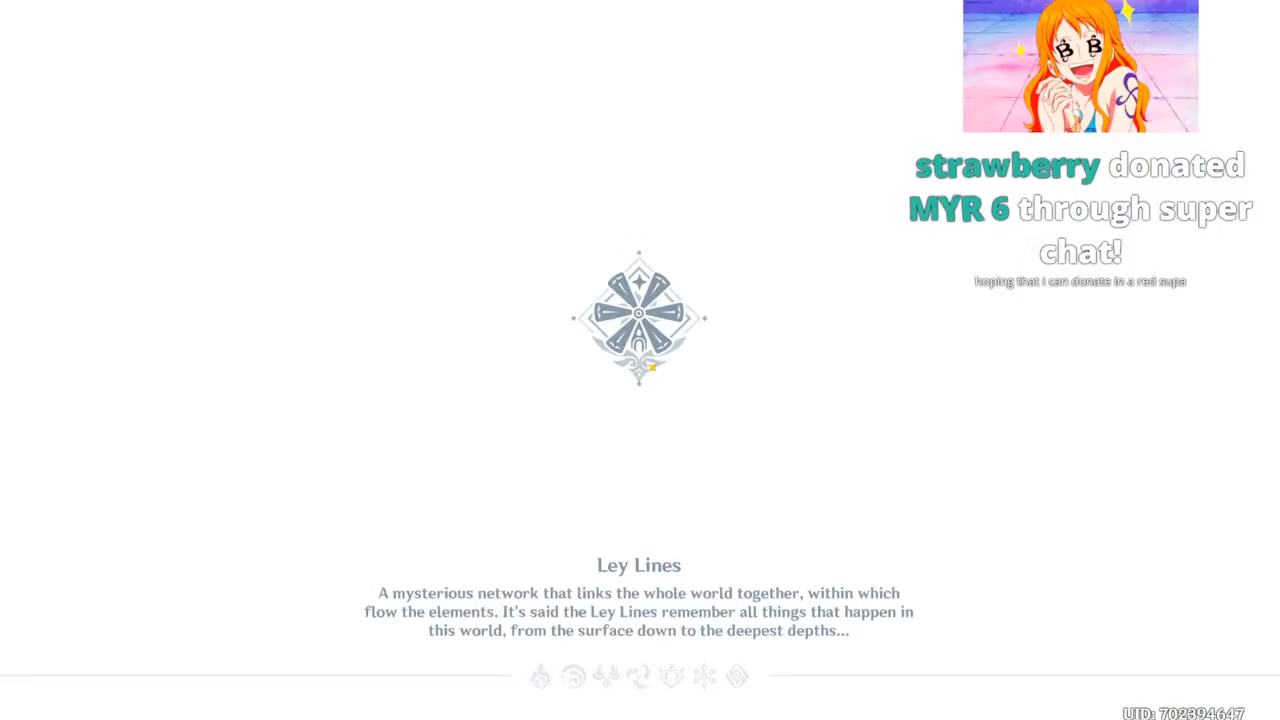 strawberry donated
MYR 6 through super
chat!
hoping that i can donate in a red supa
Ley Lines
A mysterious network that links the whole world together, within which
flow the elements. It's said the Ley Lines remember all things that happen in
this world, from the surface down to the deepest depths...
UID: 702394647